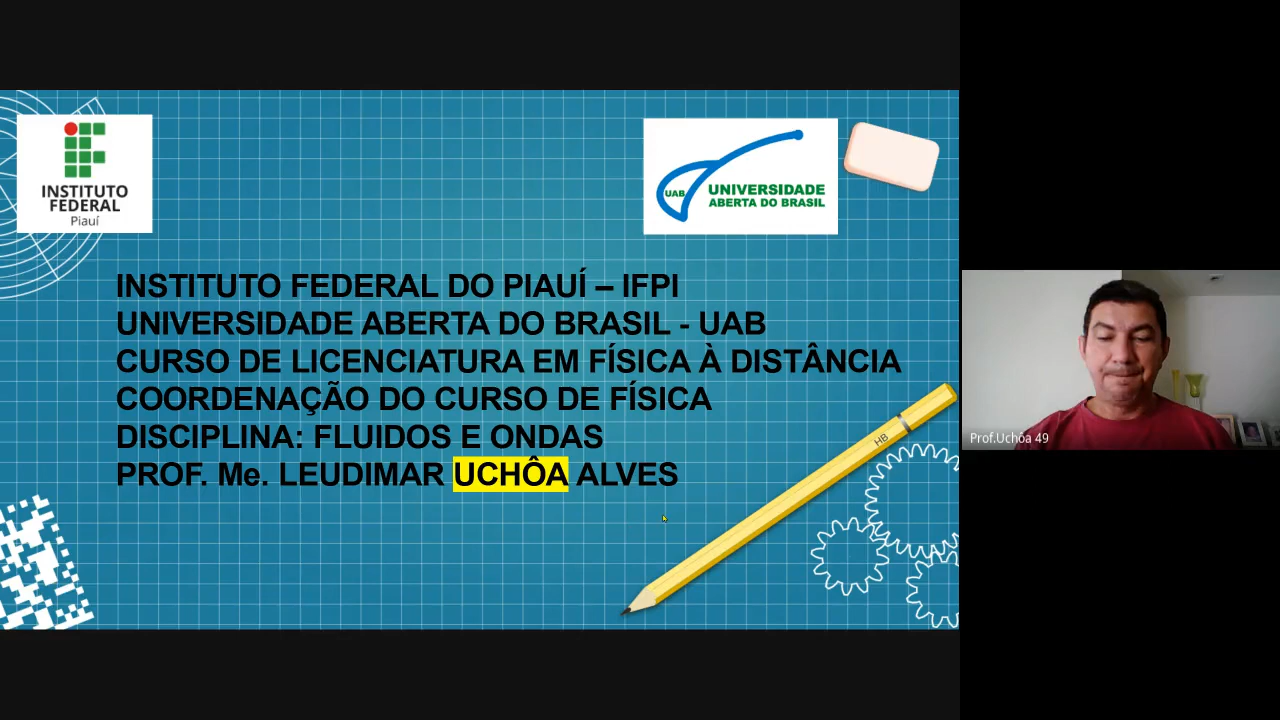 INSTITUTO
FEDERAL
Piauí
UAB
UNIVERSIDADE
ABERTA DO BRASIL
INSTITUTO FEDERAL DO PIAUÍ – IFPI
UNIVERSIDADE ABERTA DO BRASIL - UAB
CURSO DE LICENCIATURA EM FÍSICA À DISTÂNCIA
COORDENAÇÃO DO CURSO DE FÍSICA
DISCIPLINA: FLUIDOS E ONDAS
PROF. Me. LEUDIMAR UCHÔA ALVES
HB
Prof.Uchôa 49